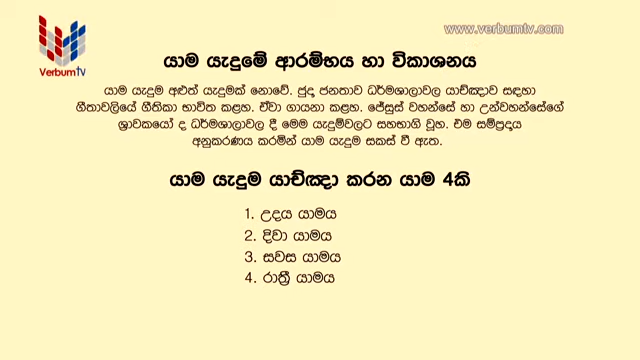 www.verbumtv.com
VerbumTV
යාම යැදුමේ ආරම්භය හා විකාශනය
යාම යැදුම අළුත් යැදුමක් නොවේ. ජුදා ජනතාව ධර්මශාලාවල යාච්ඤාව සඳහා
ගීතාවලියේ ගීතිකා භාවිත කළහ. ඒවා ගායනා කළහ. ජේසුස් වහන්සේ හා උන්වහන්සේගේ
ශ්‍රාවකයෝ ද ධර්මශාලාවල දී මෙම යැදුම්වලට සහභාගි වූහ. එම සම්ප්‍රදාය
අනුකරණය කරමින් යාම යැදුම සකස් වී ඇත.
යාම යැදුම යාච්ඤා කරන යාම 4කි
1. උදය යාමය
2. දිවා යාමය
3. සවස යාමය
4. රාත්‍රී යාමය